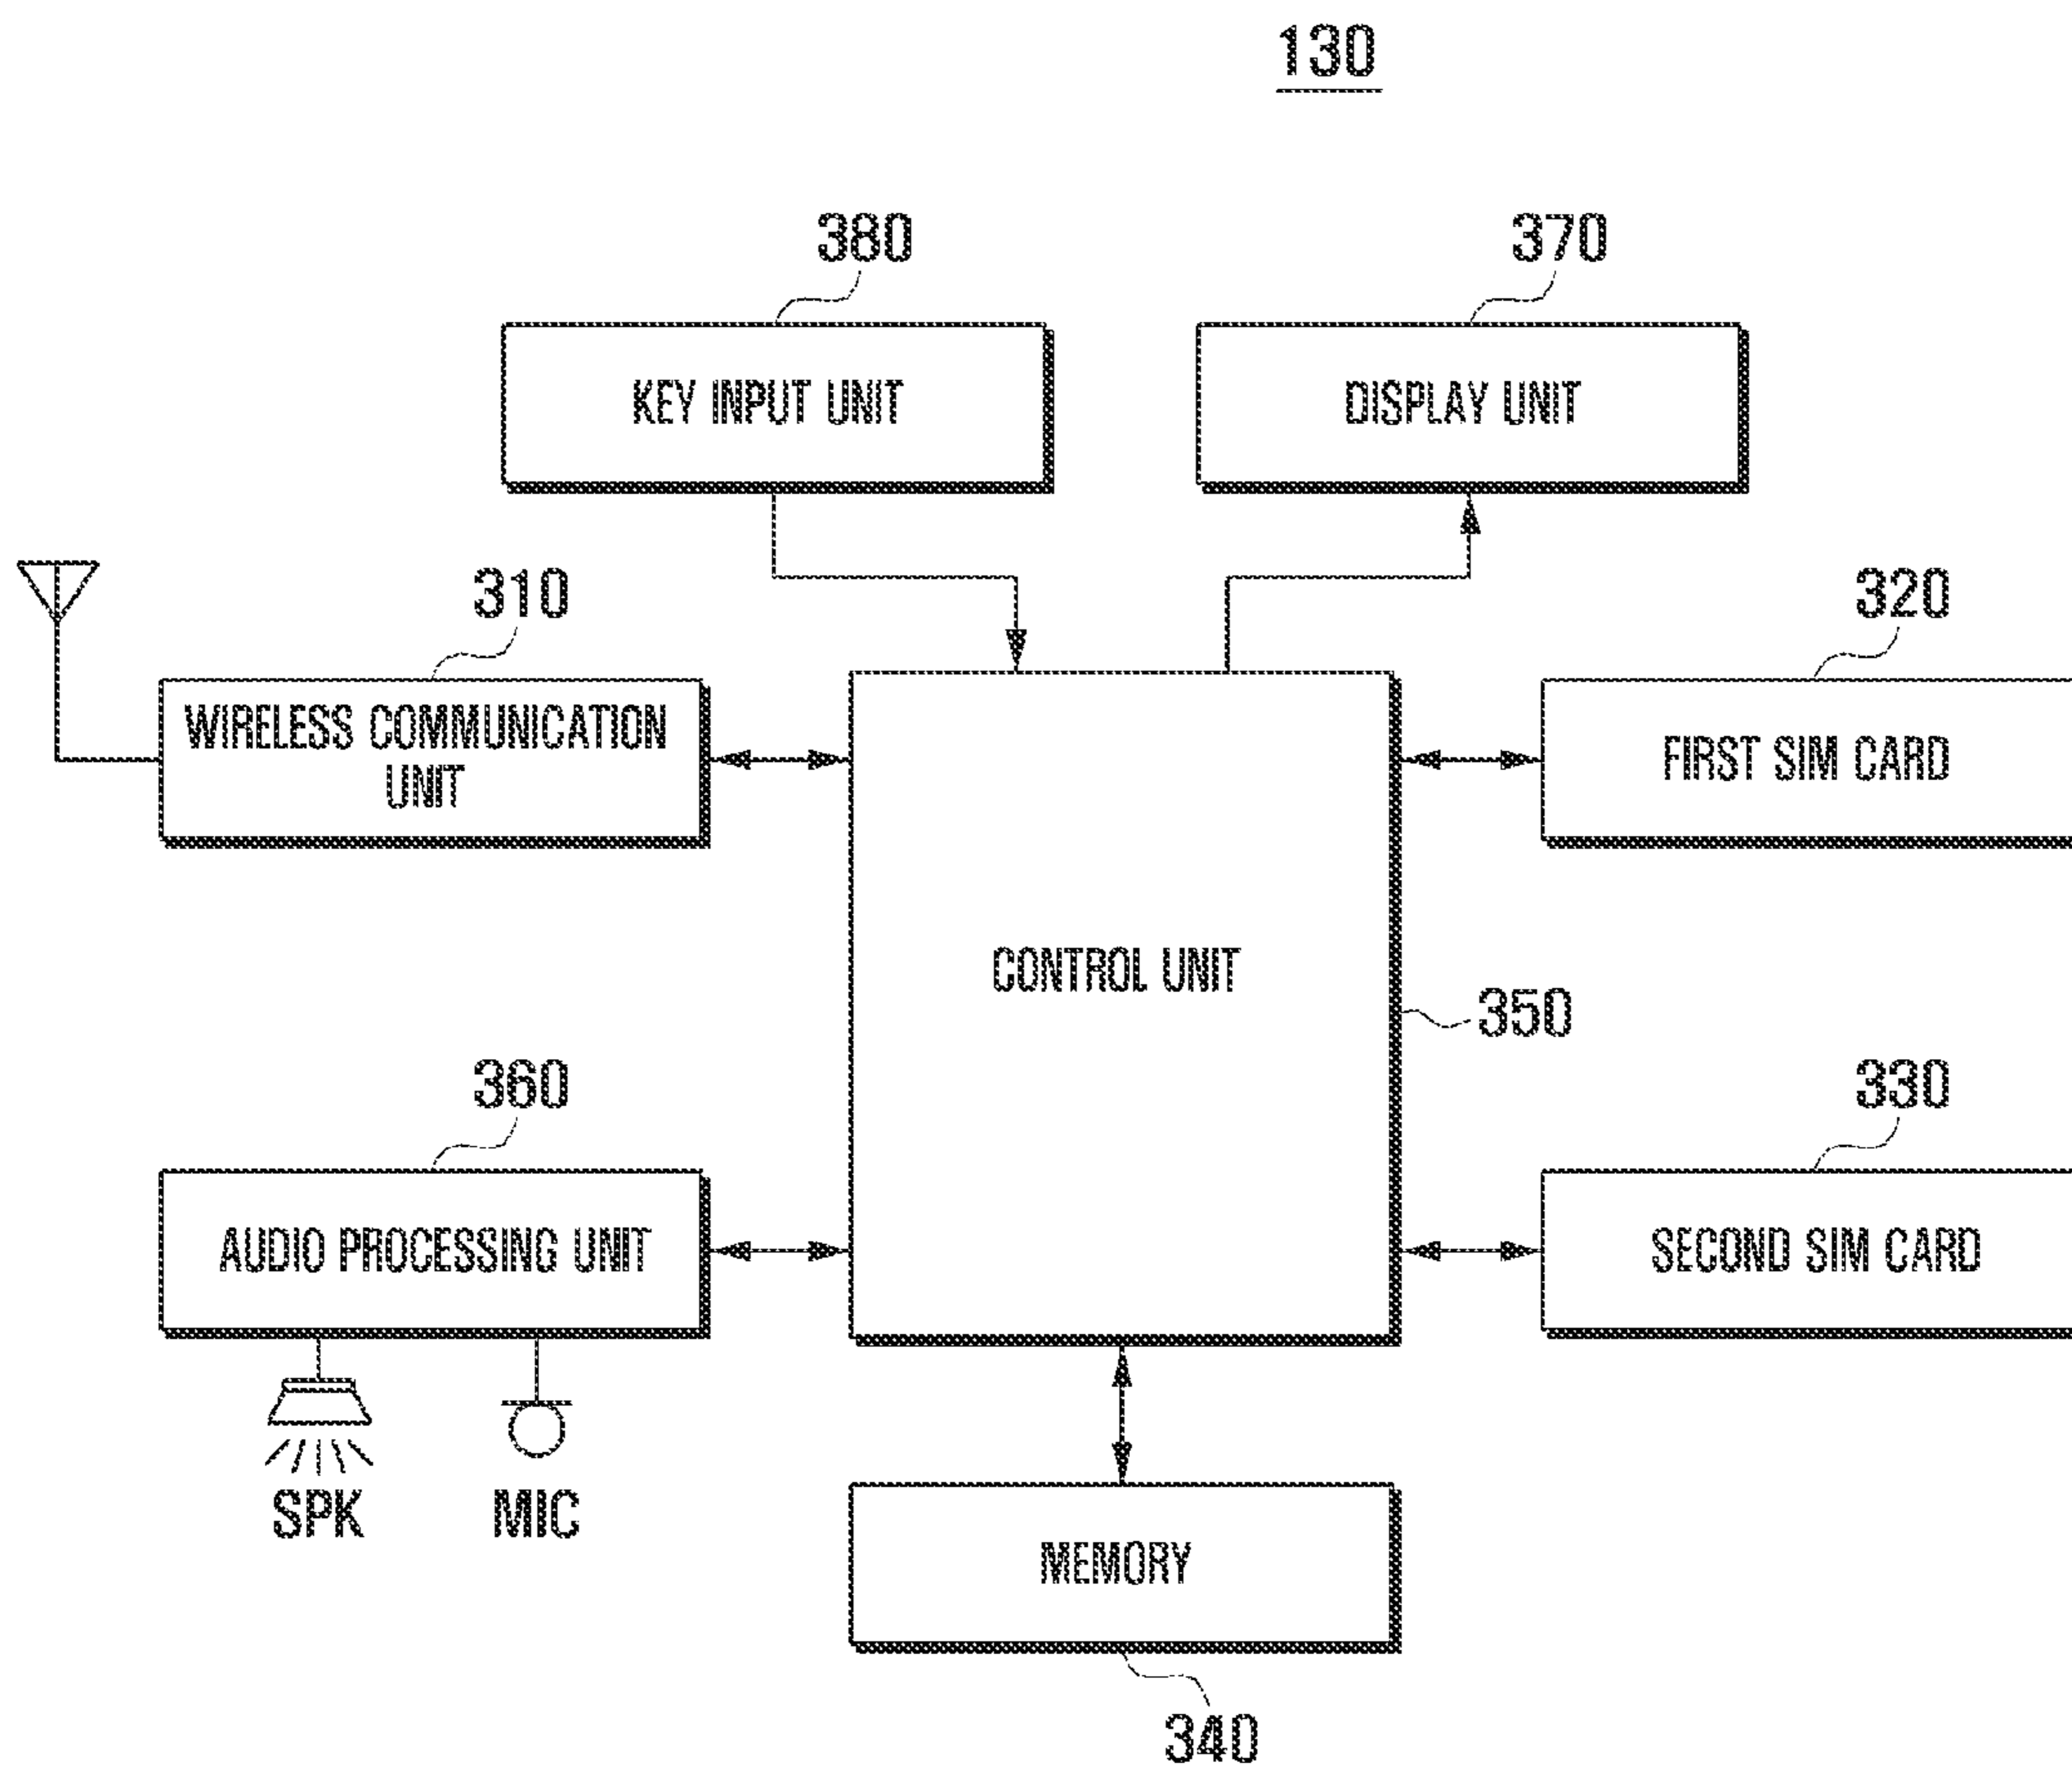 130
380
370
KEY INPUT UNIT
DISPLAY UNIT
310
320
WIRELESS COMMUNICATION
UNIT
FIRST SIM CARD
CONTROL UNIT
350
360
330
AUDIO PROCESSING UNIT
SECOND SIM CARD
SPK
MIC
MEMORY
340